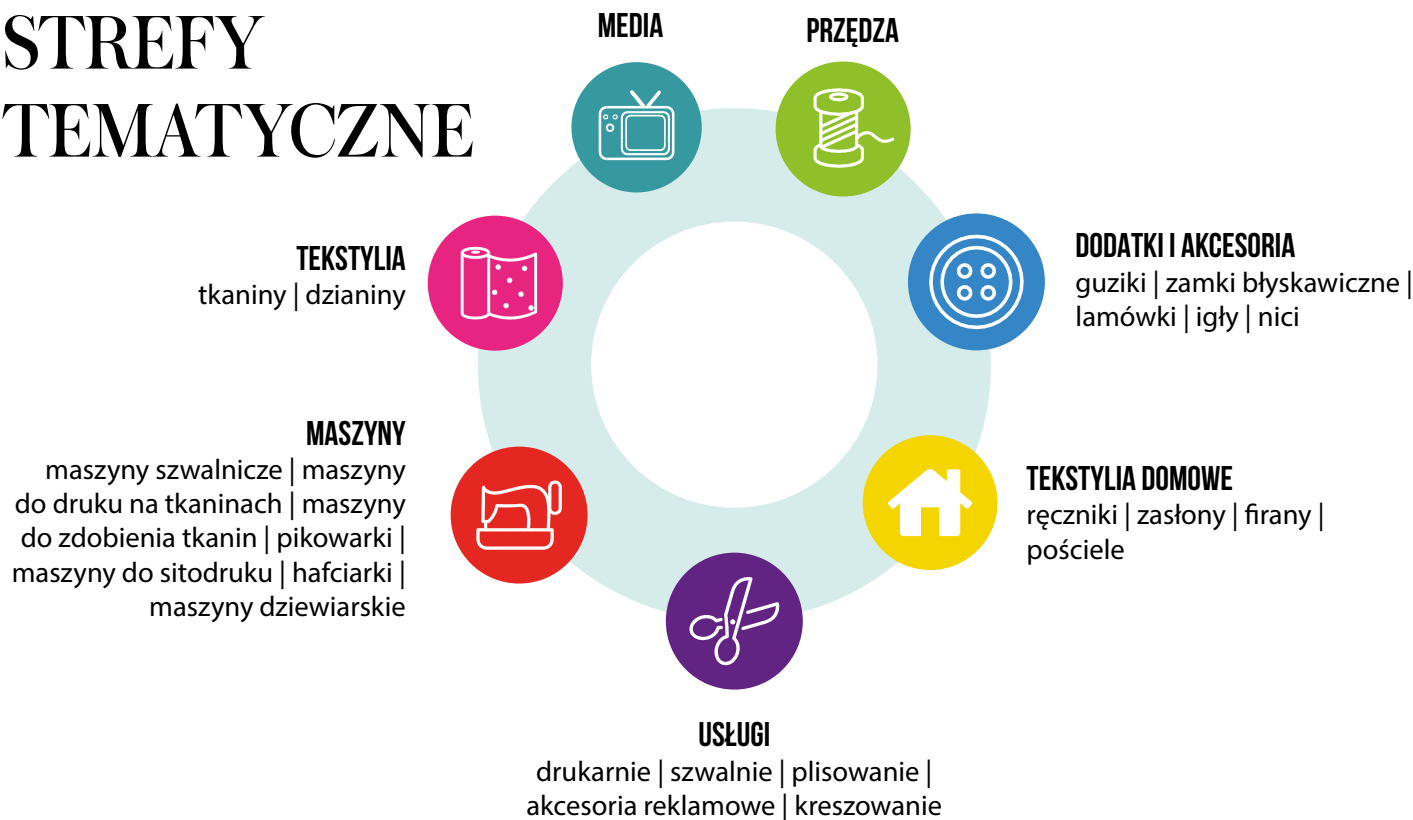 STREFY
TEMATYCZNE
MEDIA
PRZĘDZA
DODATKI I AKCESORIA
guziki | zamki błyskawiczne |
lamówki | igły | nici
TEKSTYLIA DOMOWE
ręczniki | zasłony | firany |
pościele
USŁUGI
drukarnie | szwalnie | plisowanie |
akcesoria reklamowe | kreszowanie
MASZYNY
maszyny szwalnicze | maszyny
do druku na tkaninach | maszyny
do zdobienia tkanin | pikowarki |
maszyny do sitodruku | hafciarki |
maszyny dziewiarskie
TEKSTYLIA
tkaniny | dzianiny